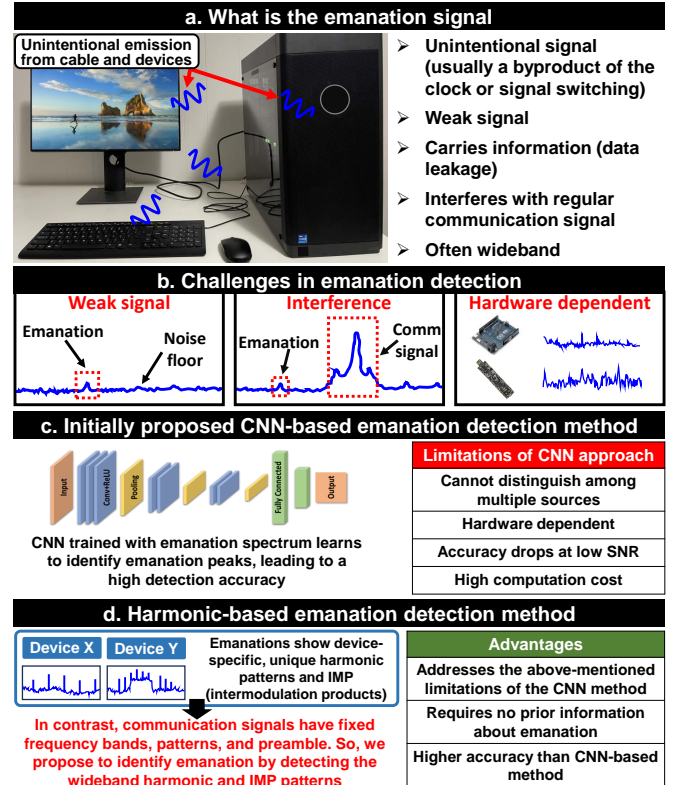 a. What is the emanation signal
Unintentional emission
from cable and devices
➢ Unintentional signal
(usually a byproduct of the
clock or signal switching)
➢ Weak signal
➢ Carries information (data
leakage)
➢ Interferes with regular
communication signal
➢ Often wideband
b. Challenges in emanation detection
Weak signal
Emanation
Noise
floor
Interference
Emanation
Comm
signal
Hardware dependent
c. Initially proposed CNN-based emanation detection method
Input
Conv+ReLU
Pooling
Fully Connected
Output
CNN trained with emanation spectrum learns
to identify emanation peaks, leading to a
high detection accuracy
Limitations of CNN approach
Cannot distinguish among
multiple sources
Hardware dependent
Accuracy drops at low SNR
High computation cost
d. Harmonic-based emanation detection method
Device X
Device Y
Emanations show device-
specific, unique harmonic
patterns and IMP
(intermodulation products)
In contrast, communication signals have fixed
frequency bands, patterns, and preamble. So, we
propose to identify emanation by detecting the
wideband harmonic and IMP patterns
Advantages
Addresses the above-mentioned
limitations of the CNN method
Requires no prior information
about emanation
Higher accuracy than CNN-based
method